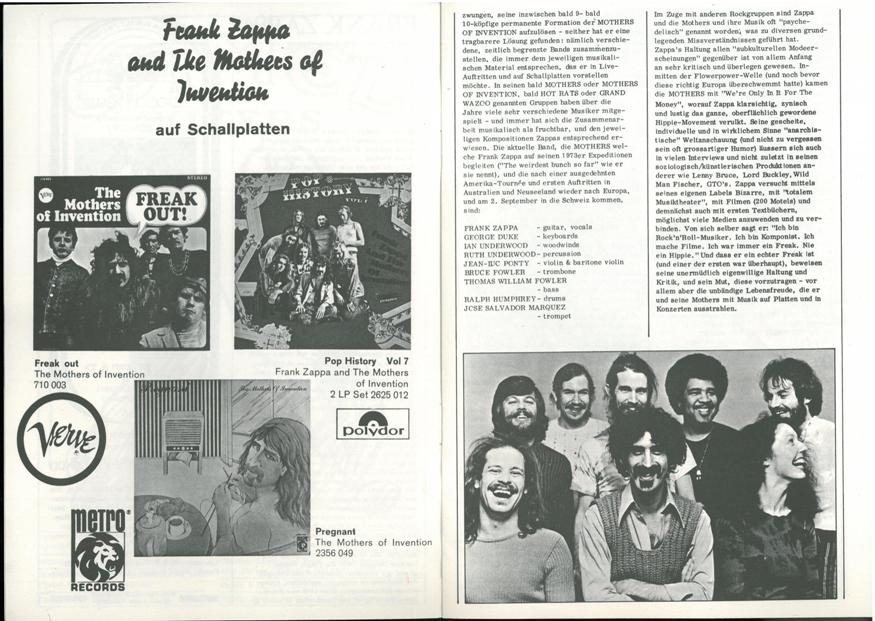 Frank Zappa
and The Mothers of
Invention
auf Schallplatten
Verve
STEREO
The
Mothers
of Invention
FREAK
OUT!
POP
HISTORY
VOL 7
Freak out
The Mothers of Invention
710 003
Pop History Vol 7
Frank Zappa and The Mothers
of Invention
2 LP Set 2625 012
The Mothers Of Invention
Verve
polydor
METRO
RECORDS
Pregnant
The Mothers of Invention
2356 049
zwungen, seine inzwischen bald 9- bald
10-köpfige permanente Formation der MOTHERS
OF INVENTION aufzulösen - seither hat er eine
tragbarere Lösung gefunden: nämlich verschie-
dene, zeitlich begrenzte Bands zusammenzu-
stellen, die immer dem jeweiligen musikali-
schen Material entsprechen, das er in Live-
Auftritten und auf Schallplatten vorstellen
möchte. In seinen bald MOTHERS oder MOTHERS
OF INVENTION, bald HOT RATS oder GRAND
WAZOO genannten Gruppen haben über die
Jahre viele sehr verschiedene Musiker mitge-
spielt - und immer hat sich die Zusammenar-
beit musikalisch als fruchtbar, und den jewei-
ligen Kompositionen Zappas entsprechend er-
wiesen. Die aktuelle Band, die MOTHERS wel-
che Frank Zappa auf seinen 1973er Expeditionen
begleiten ("The weirdest bunch so far" wie er
sie nennt), und die nach einer ausgedehnten
Amerika-Tournée und ersten Auftritten in
Australien und Neuseeland wieder nach Europa,
und am 2. September in die Schweiz kommen,
sind:
FRANK ZAPPA - guitar, vocals
GEORGE DUKE - keyboards
IAN UNDERWOOD - woodwinds
RUTH UNDERWOOD - percussion
JEAN-LUC PONTY - violin & baritone violin
BRUCE FOWLER - trombone
THOMAS WILLIAM FOWLER
- bass
RALPH HUMPHREY - drums
JOSE SALVADOR MARQUEZ
- trompet
Im Zuge mit anderen Rockgruppen sind Zappa
und die Mothers und ihre Musik oft "psyche-
delisch" genannt worden, was zu diversen grund-
legenden Missverständnissen geführt hat.
Zappa's Haltung allen "subkulturellen Modeer-
scheinungen" gegenüber ist von allem Anfang
an sehr kritisch und überlegen gewesen. In-
mitten der Flowerpower-Welle (und noch bevor
diese richtig Europa überschwemmt hatte) kamen
die MOTHERS mit "We're Only In It For The
Money", worauf Zappa klarsichtig, zynisch
und lustig das ganze, oberflächlich gewordene
Hippie-Movement verulkt. Seine gescheite,
individuelle und in wirklichem Sinne "anarchis-
tische" Weltanschauung (und nicht zu vergessen
sein oft grossartiger Humor) äussern sich auch
in vielen Interviews und nicht zuletzt in seinen
soziologisch/künstlerischen Produktionen an-
derer wie Lenny Bruce, Lord Buckley, Wild
Man Fischer, GTO's. Zappa versucht mittels
seines eigenen Labels Bizarre, mit "totalem
Musiktheater", mit Filmen (200 Motels) und
demnächst auch mit ersten Textbüchern,
möglichst viele Medien anzuwenden und zu ver-
binden. Von sich selber sagt er: "Ich bin
Rock'n'Roll-Musiker. Ich bin Komponist. Ich
mache Filme. Ich war immer ein Freak. Nie
ein Hippie." Und dass er ein echter Freak ist
(und einer der ersten war überhaupt), beweisen
seine unermüdlich eigenwillige Haltung und
Kritik, und sein Mut, diese vorzutragen - vor
allem aber die unbändige Lebensfreude, die er
und seine Mothers mit Musik auf Platten und in
Konzerten ausstrahlen.